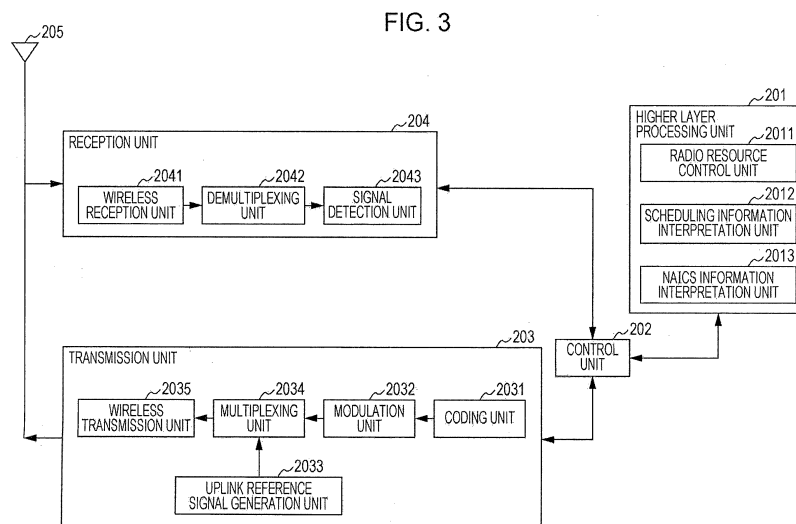 FIG. 3
205
204
RECEPTION UNIT
2041
WIRELESS
RECEPTION UNIT
2042
DEMULTIPLEXING
UNIT
2043
SIGNAL
DETECTION UNIT
201
HIGHER LAYER
PROCESSING UNIT
2011
RADIO RESOURCE
CONTROL UNIT
2012
SCHEDULING INFORMATION
INTERPRETATION UNIT
2013
NAICS INFORMATION
INTERPRETATION UNIT
202
CONTROL
UNIT
203
TRANSMISSION UNIT
2035
WIRELESS
TRANSMISSION UNIT
2034
MULTIPLEXING
UNIT
2032
MODULATION
UNIT
2031
CODING UNIT
2033
UPLINK REFERENCE
SIGNAL GENERATION UNIT